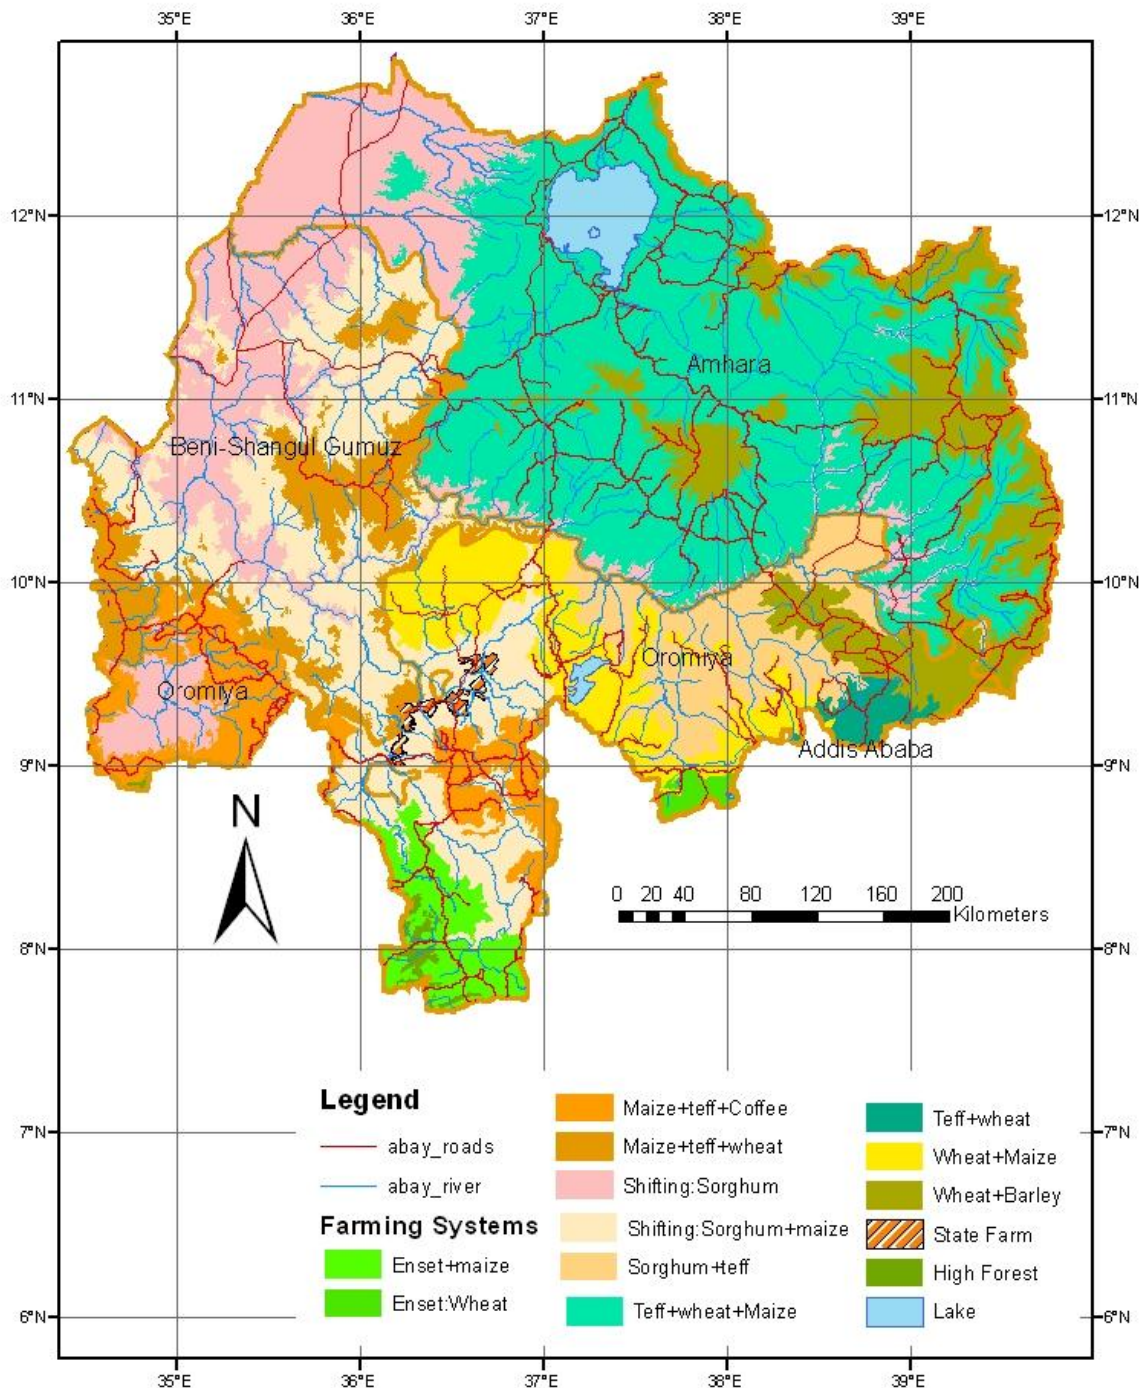 35°E 36°E 37°E 38°E 39°E
12°N 12°N
Amhara
11°N 11°N
Beni-Shangul Gumuz
10°N 10°N
Oromiya
Oromiya
Addis Ababa
9°N 9°N
N
0 20 40 80 120 160 200
Kilometers
8°N 8°N
Legend
abay_roads
abay_river
Farming Systems
Enset+maize
Enset:Wheat
Maize+teff+Coffee
Maize+teff+wheat
Shifting:Sorghum
Shifting:Sorghum+maize
Sorghum+teff
Teff+wheat+Maize
Teff+wheat
Wheat+Maize
Wheat+Barley
State Farm
High Forest
Lake
7°N 7°N
6°N 6°N
35°E 36°E 37°E 38°E 39°E